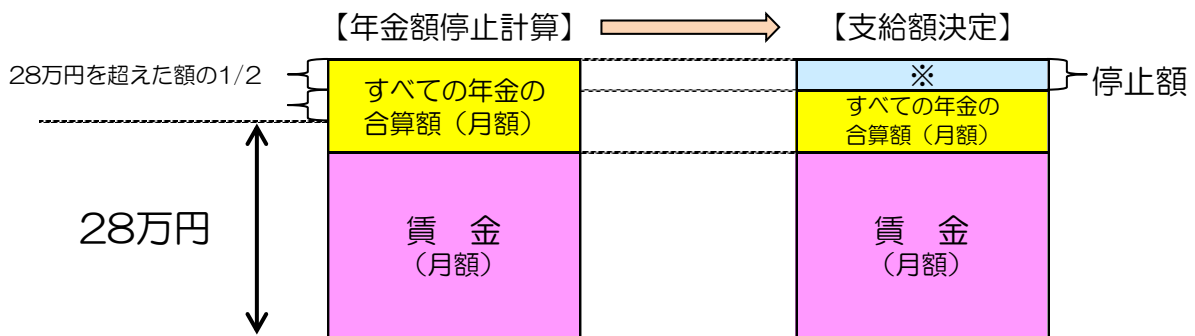 【年金額停止計算】
【支給額決定】
28万円を超えた額の1/2
すべての年金の
合算額（月額）
※
停止額
すべての年金の
合算額（月額）
28万円
賃　金
（月額）
賃　金
（月額）